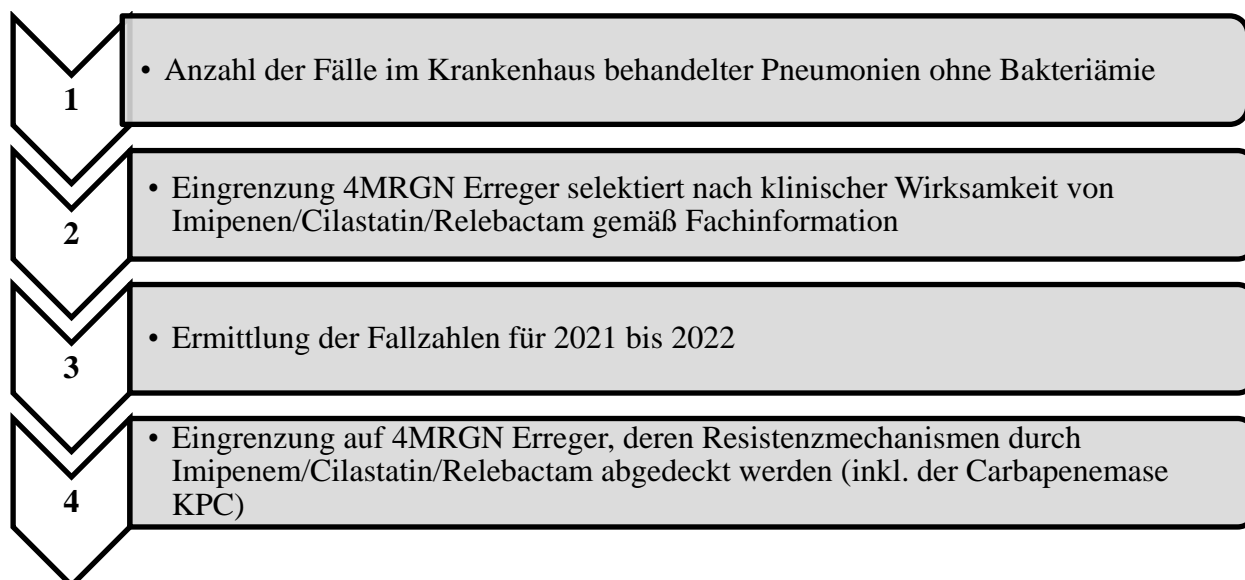 1
• Anzahl der Fälle im Krankenhaus behandelter Pneumonien ohne Bakteriämie
2
• Eingrenzung 4MRGN Erreger selektiert nach klinischer Wirksamkeit von
Imipenen/Cilastatin/Relebactam gemäß Fachinformation
3
• Ermittlung der Fallzahlen für 2021 bis 2022
4
• Eingrenzung auf 4MRGN Erreger, deren Resistenzmechanismen durch
Imipenem/Cilastatin/Relebactam abgedeckt werden (inkl. der Carbapenemase
KPC)